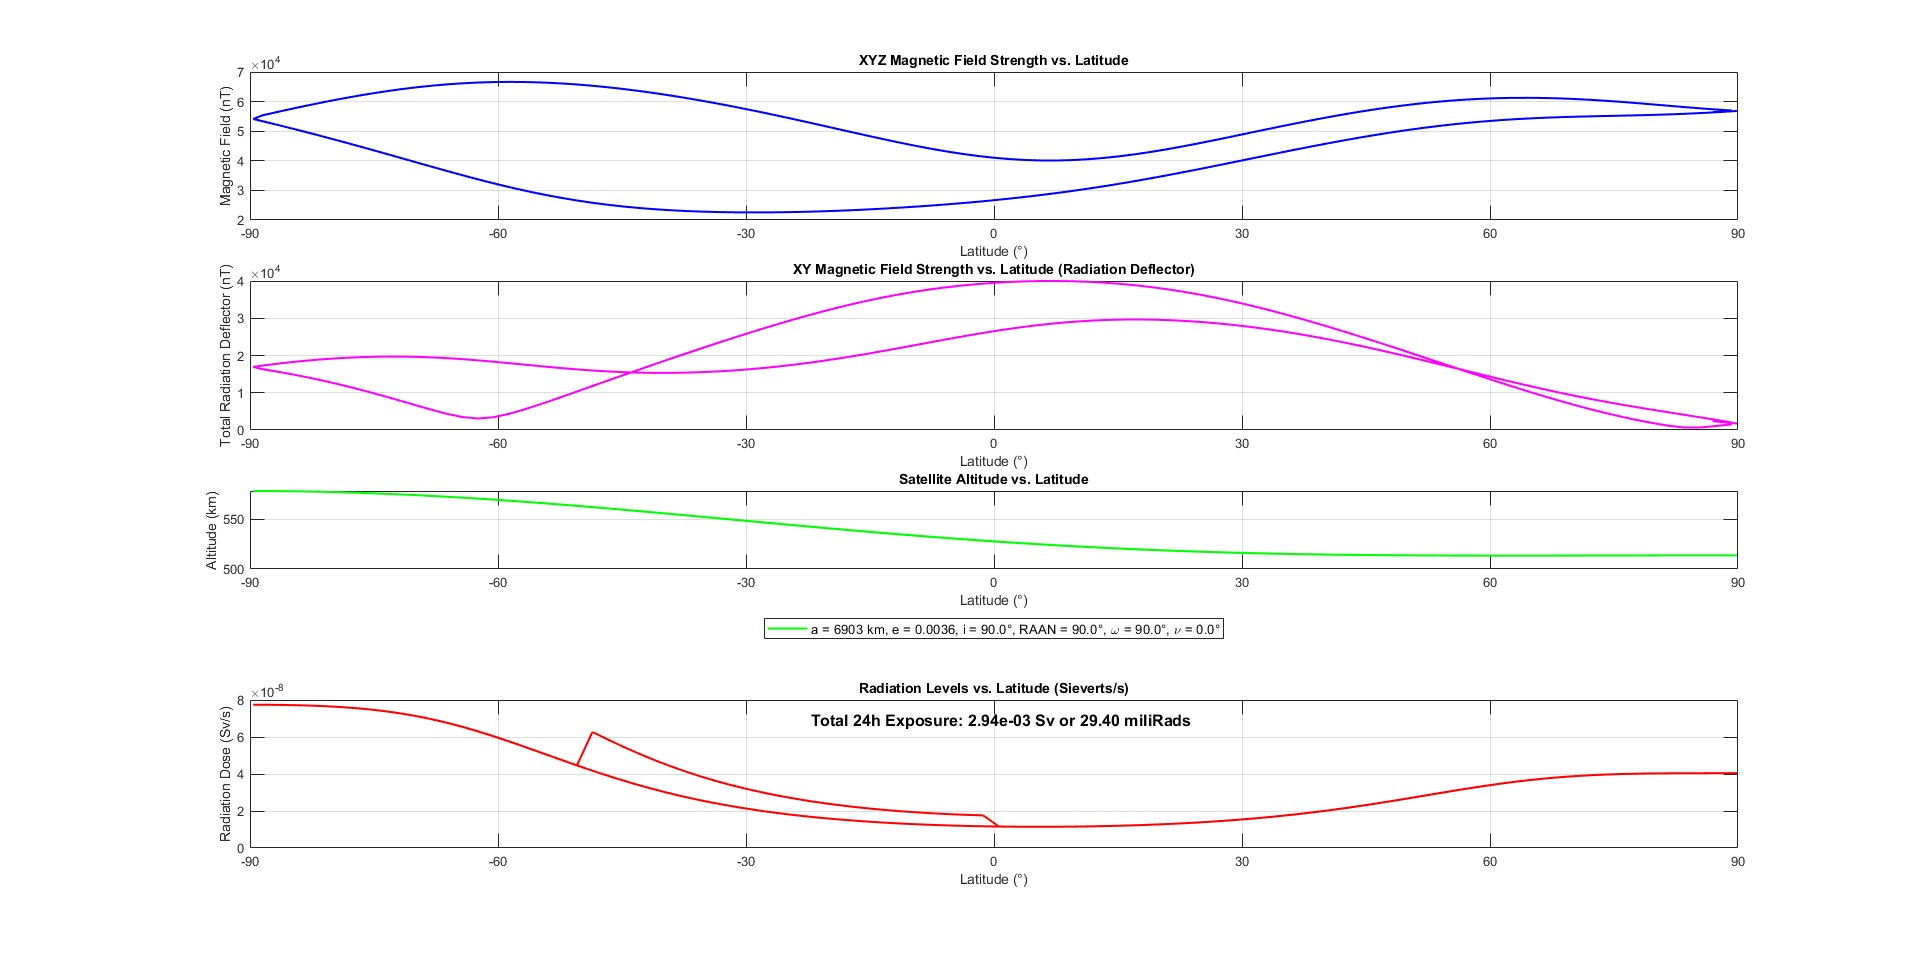 XYZ Magnetic Field Strength vs. Latitude
×10⁴
Magnetic Field (nT)
7
6
5
4
3
2
-90 -60 -30 0 30 60 90
Latitude (°)
XY Magnetic Field Strength vs. Latitude (Radiation Deflector)
×10⁴
Total Radiation Deflector (nT)
4
3
2
1
0
-90 -60 -30 0 30 60 90
Latitude (°)
Satellite Altitude vs. Latitude
Altitude (km)
550
500
-90 -60 -30 0 30 60 90
Latitude (°)
a = 6903 km, e = 0.0036, i = 90.0°, RAAN = 90.0°, ω = 90.0°, ν = 0.0°
Radiation Levels vs. Latitude (Sieverts/s)
×10⁻⁸
Total 24h Exposure: 2.94e-03 Sv or 29.40 miliRads
Radiation Dose (Sv/s)
8
6
4
2
0
-90 -60 -30 0 30 60 90
Latitude (°)